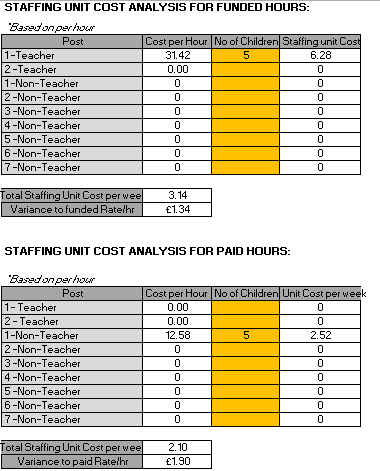 STAFFING UNIT COST ANALYSIS FOR FUNDED HOURS:
*Based on per hour
Post Cost per Hour No of Children Staffing unit Cost
1-Teacher 31.42 5 6.28
2-Teacher 0.00 0
1-Non-Teacher 0 0
2-Non-Teacher 0 0
3-Non-Teacher 0 0
4-Non-Teacher 0 0
5-Non-Teacher 0 0
6-Non-Teacher 0 0
7-Non-Teacher 0 0
Total Staffing Unit Cost per wee 3.14
Variance to funded Rate/hr £1.34
STAFFING UNIT COST ANALYSIS FOR PAID HOURS:
*Based on per hour
Post Cost per Hour No of Children Unit Cost per week
1- Teacher 0.00 0
2- Teacher 0.00 0
1-Non-Teacher 12.58 5 2.52
2-Non-Teacher 0 0
3-Non-Teacher 0 0
4-Non-Teacher 0 0
5-Non-Teacher 0 0
6-Non-Teacher 0 0
7-Non-Teacher 0 0
Total Staffing Unit Cost per wee 2.10
Variance to paid Rate/hr £1.90